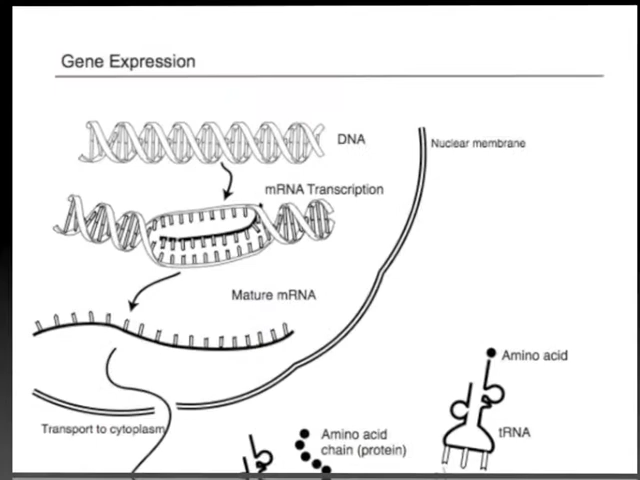 Gene Expression
DNA
Nuclear membrane
mRNA Transcription
Mature mRNA
Amino acid
Transport to cytoplasm
Amino acid
chain (protein)
tRNA